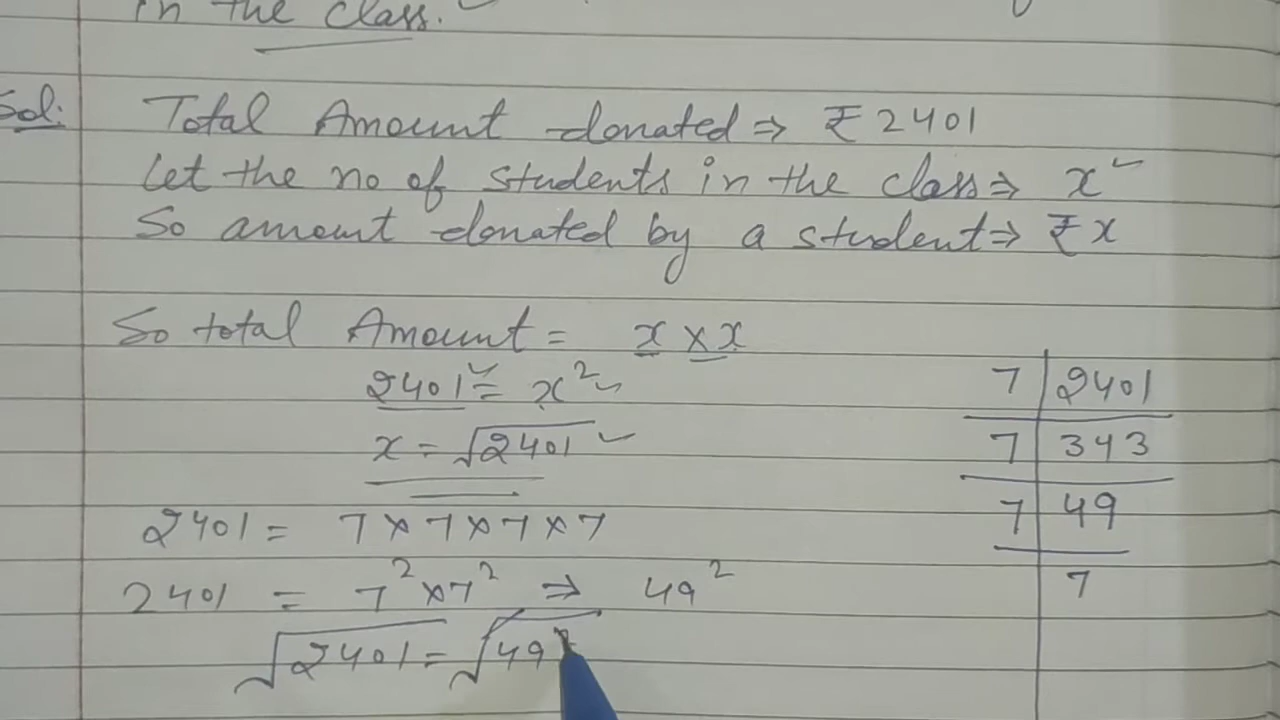 in the class.
Sol:
Total Amount donated ⇒ ₹ 2401
Let the no of students in the class ⇒ x
So amount donated by a student ⇒ ₹ x
So total Amount = x × x
2401 = x²
x = √2401
2401 = 7 × 7 × 7 × 7
2401 = 7² × 7² ⇒ 49²
√2401 = √49²
7 | 2401
7 | 343
7 | 49
7